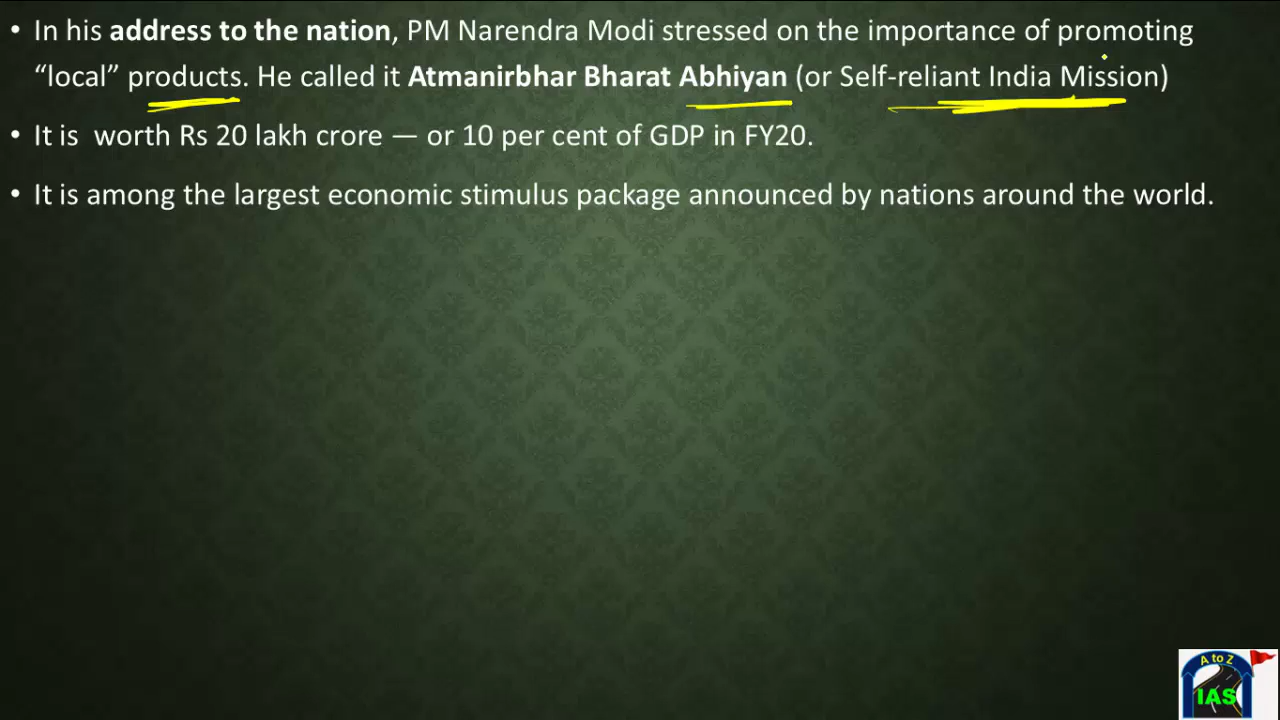 • In his address to the nation, PM Narendra Modi stressed on the importance of promoting
“local” products. He called it Atmanirbhar Bharat Abhiyan (or Self-reliant India Mission)
• It is  worth Rs 20 lakh crore — or 10 per cent of GDP in FY20.
• It is among the largest economic stimulus package announced by nations around the world.
A to Z
IAS